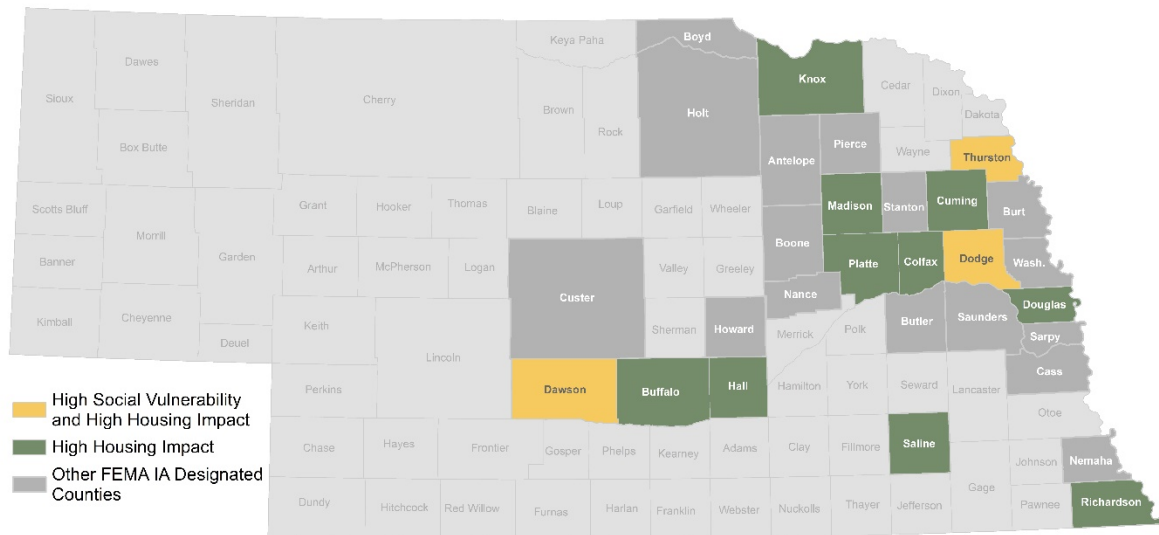 Boyd
Keya Paha
Dawes
Knox
Cedar
Dixon
Sioux
Sheridan
Cherry
Brown
Holt
Dakota
Rock
Box Butte
Pierce
Wayne
Thurston
Antelope
Scotts Bluff
Grant
Hooker
Thomas
Blaine
Loup
Garfield
Wheeler
Madison
Stanton
Cuming
Burt
Morrill
Boone
Banner
Garden
Arthur
McPherson
Logan
Valley
Greeley
Platte
Colfax
Dodge
Wash.
Custer
Nance
Douglas
Kimball
Cheyenne
Keith
Sherman
Howard
Merrick
Polk
Butler
Saunders
Sarpy
Deuel
Lincoln
Cass
Perkins
Dawson
Buffalo
Hall
Hamilton
York
Seward
Lancaster
Otoe
High Social Vulnerability
and High Housing Impact
High Housing Impact
Other FEMA IA Designated
Counties
Chase
Hayes
Frontier
Gosper
Phelps
Kearney
Adams
Clay
Fillmore
Saline
Johnson
Nemaha
Gage
Dundy
Hitchcock
Red Willow
Furnas
Harlan
Franklin
Webster
Nuckolls
Thayer
Jefferson
Pawnee
Richardson